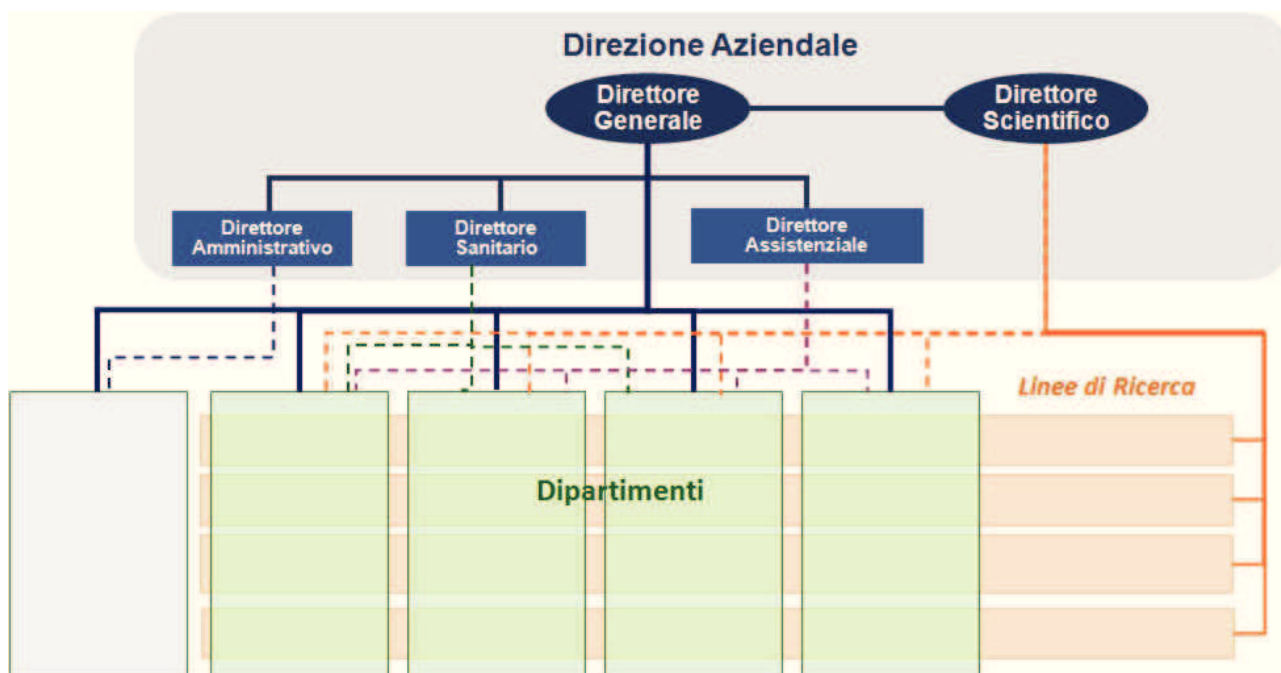 Direzione Aziendale
Direttore
Generale
Direttore
Scientifico
Direttore
Amministrativo
Direttore
Sanitario
Direttore
Assistenziale
Linee di Ricerca
Dipartimenti